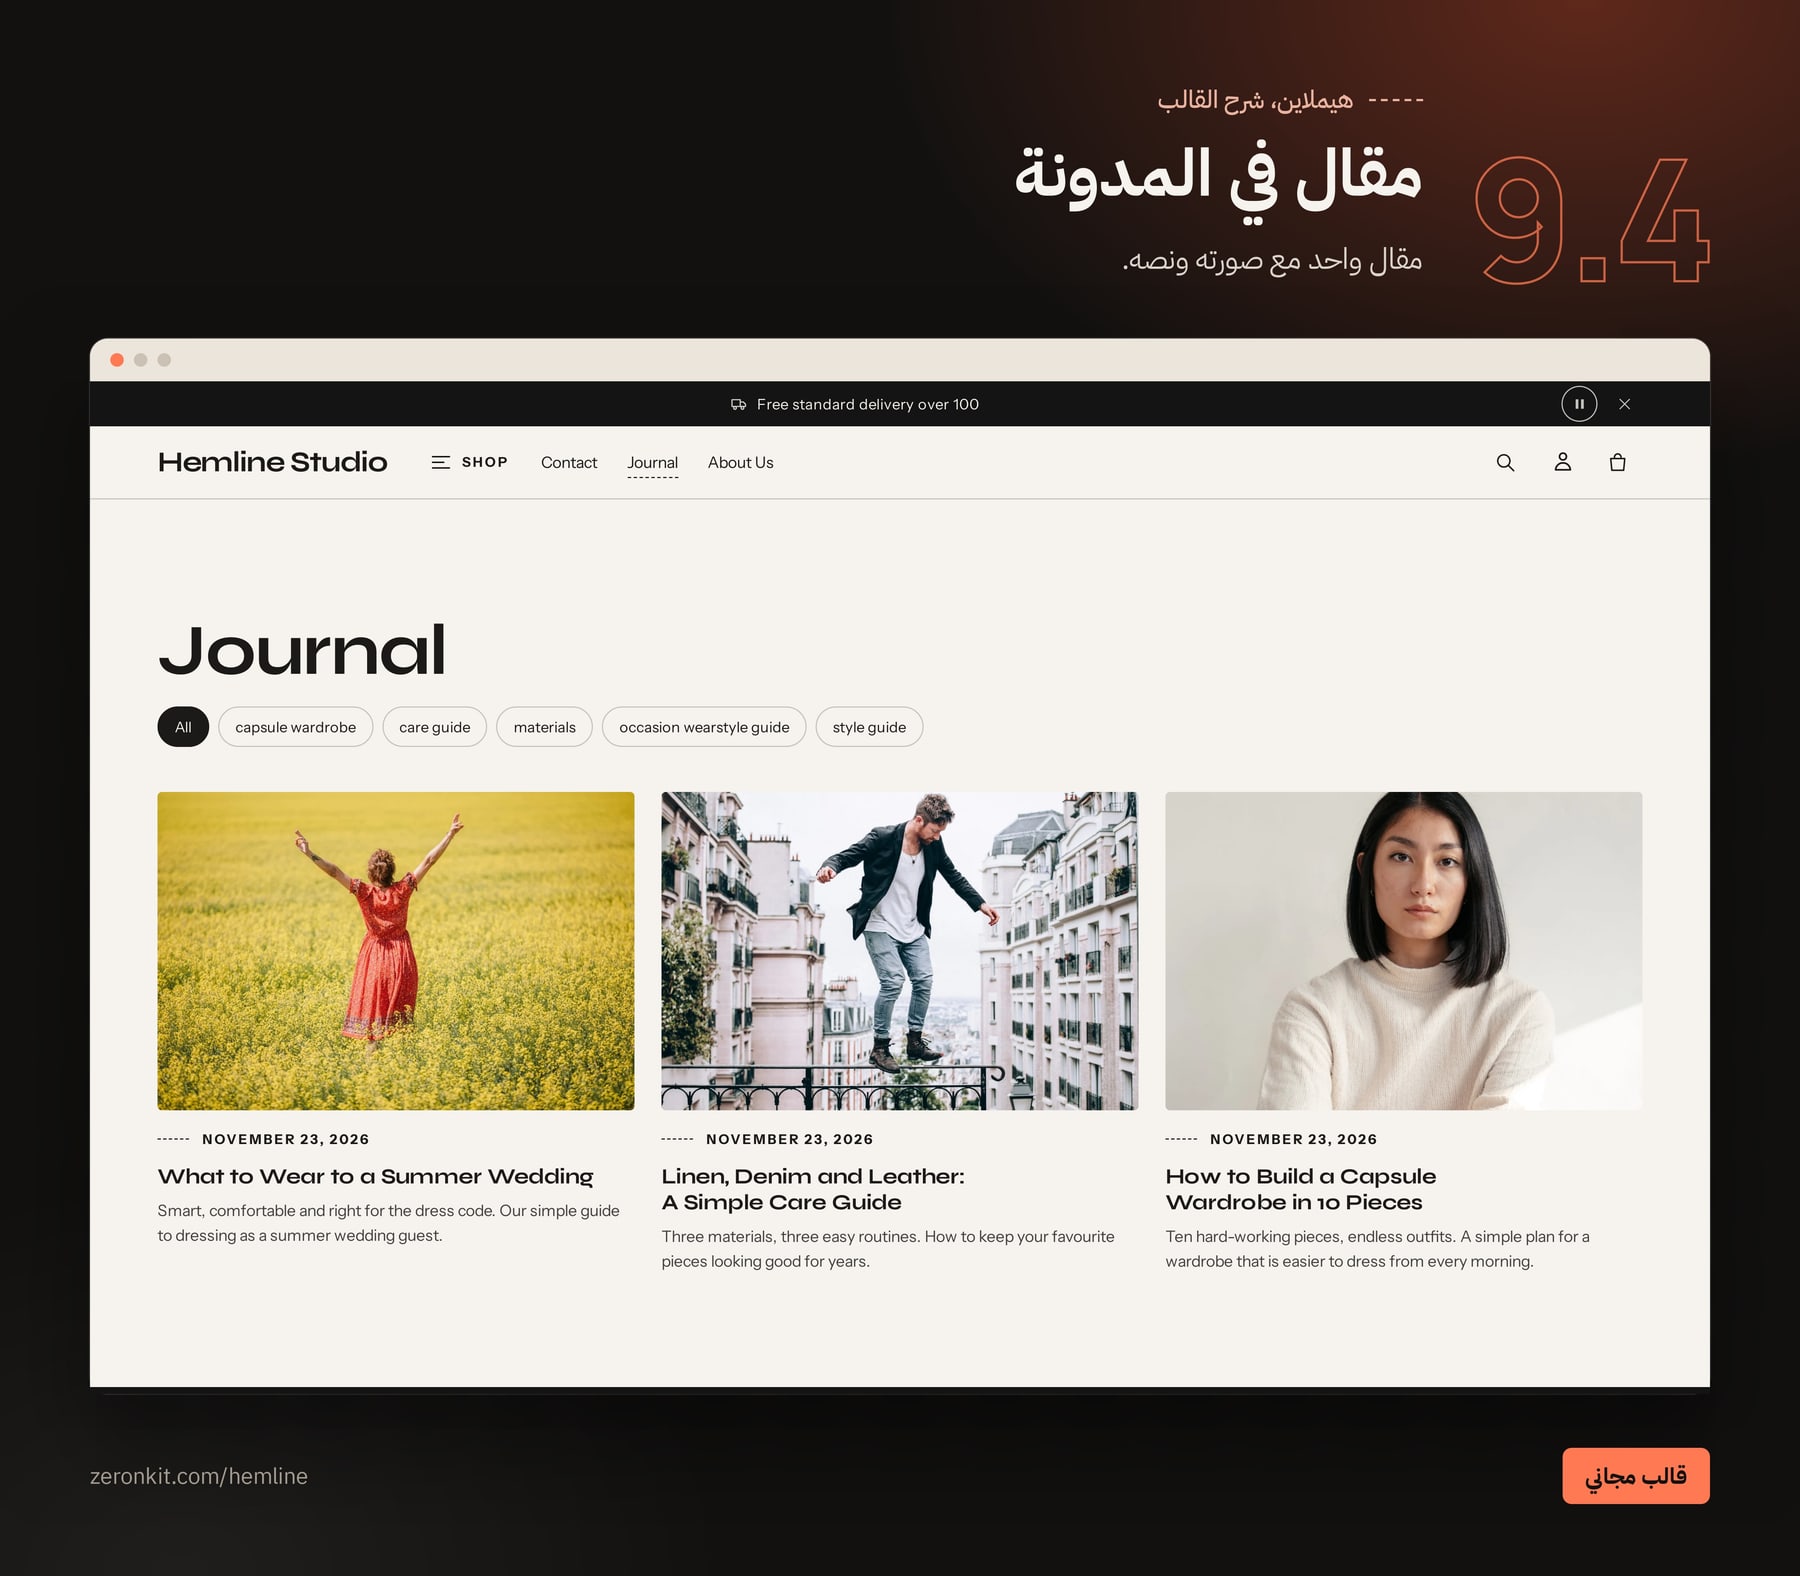 هيملاين، شرح القالب
9.4
مقال في المدونة
مقال واحد مع صورته ونصه.
Free standard delivery over 100
Hemline Studio
SHOP
Contact
Journal
About Us
Journal
All
capsule wardrobe
care guide
materials
occasion wearstyle guide
style guide
NOVEMBER 23, 2026
What to Wear to a Summer Wedding
Smart, comfortable and right for the dress code. Our simple guide
to dressing as a summer wedding guest.
NOVEMBER 23, 2026
Linen, Denim and Leather:
A Simple Care Guide
Three materials, three easy routines. How to keep your favourite
pieces looking good for years.
NOVEMBER 23, 2026
How to Build a Capsule
Wardrobe in 10 Pieces
Ten hard-working pieces, endless outfits. A simple plan for a
wardrobe that is easier to dress from every morning.
zeronkit.com/hemline
قالب مجاني